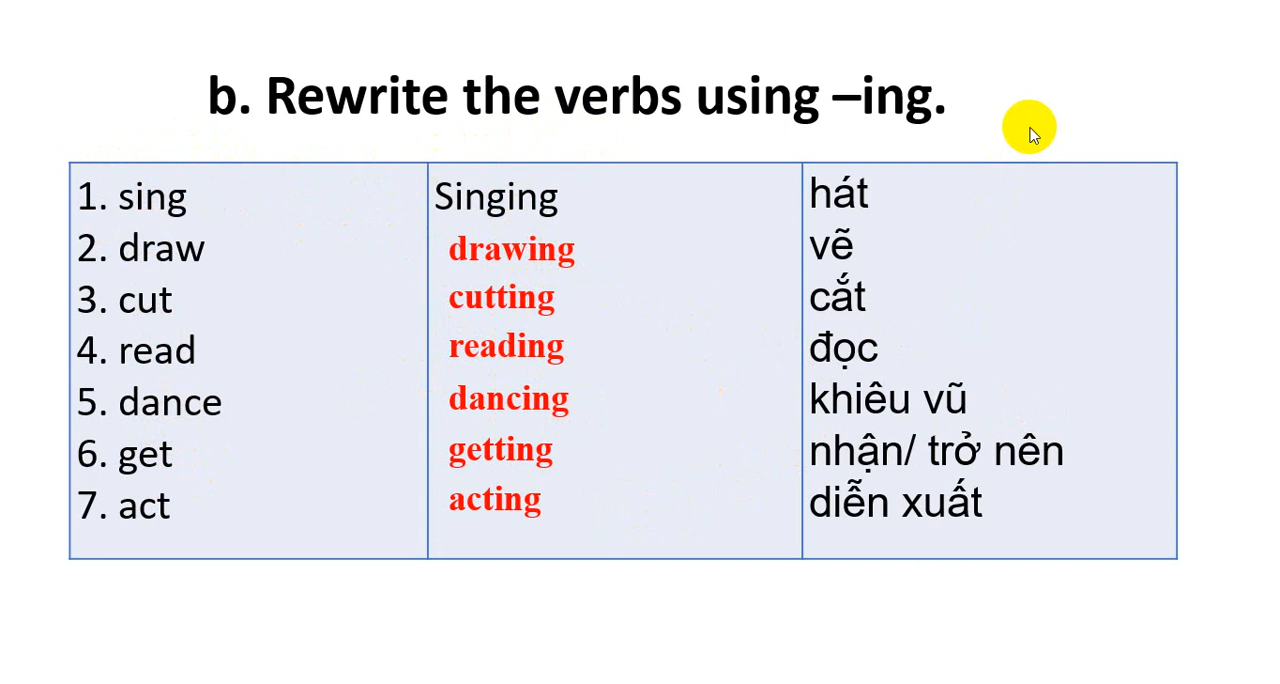 b. Rewrite the verbs using –ing.
1. sing Singing hát
2. draw drawing vẽ
3. cut cutting cắt
4. read reading đọc
5. dance dancing khiêu vũ
6. get getting nhận/ trở nên
7. act acting diễn xuất